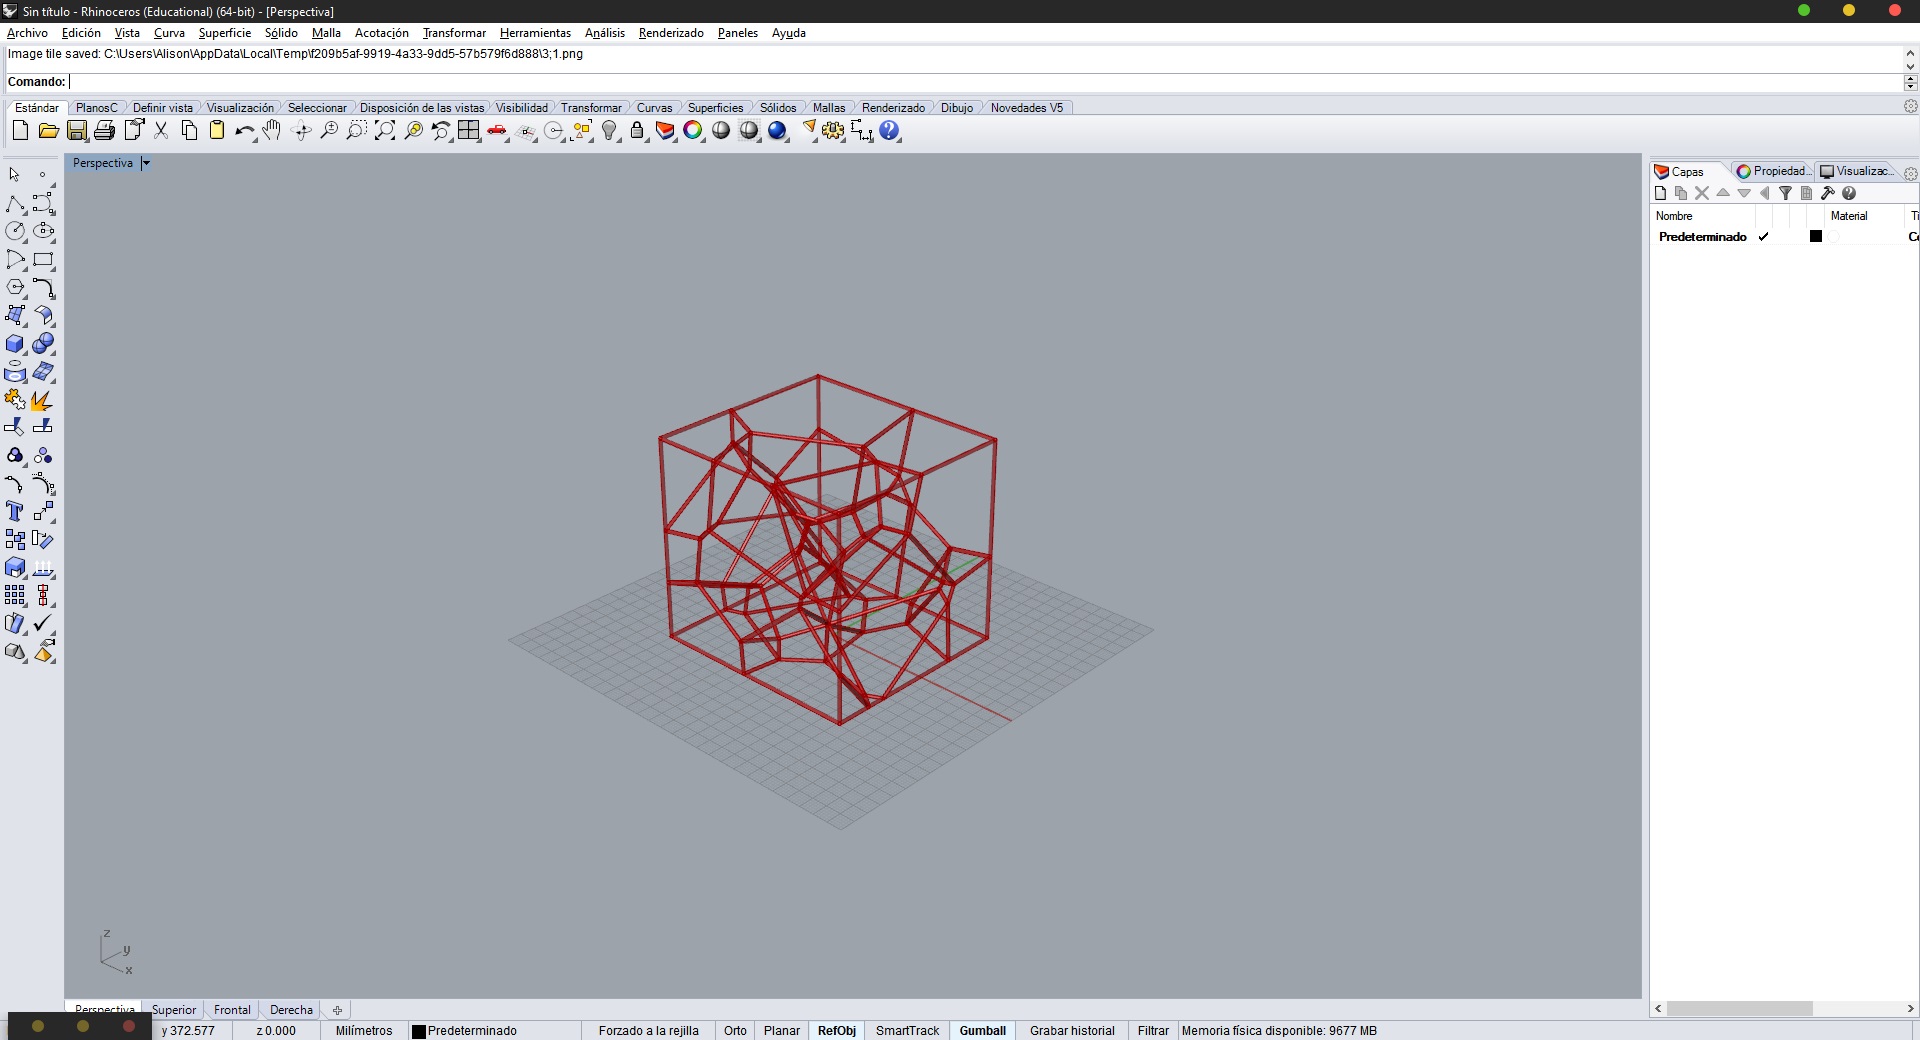 Sin título - Rhinoceros (Educational) (64-bit) - [Perspectiva]
Archivo Edición Vista Curva Superficie Sólido Malla Acotación Transformar Herramientas Análisis Renderizado Paneles Ayuda
Image tile saved: C:\Users\Alison\AppData\Local\Temp\f209b5af-9919-4a33-9dd5-57b579f6d888\3;1.png
Comando:
Estándar PlanosC Definir vista Visualización Seleccionar Disposición de las vistas Visibilidad Transformar Curvas Superficies Sólidos Mallas Renderizado Dibujo Novedades V5
Perspectiva
Capas Propiedad... Visualizac...
Nombre Material Ti
Predeterminado Co
z
y
x
Perspectiva Superior Frontal Derecha
y 372.577 z 0.000 Milímetros Predeterminado Forzado a la rejilla Orto Planar RefObj SmartTrack Gumball Grabar historial Filtrar Memoria física disponible: 9677 MB